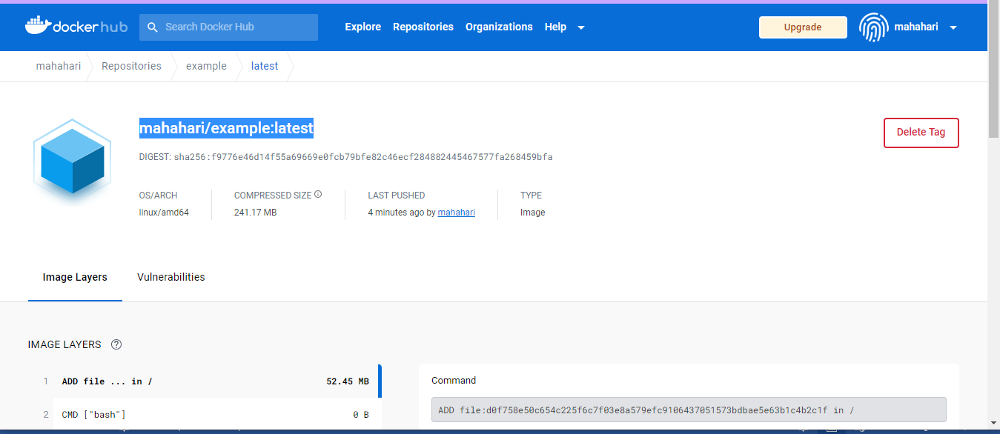 docker hub Search Docker Hub Explore Repositories Organizations Help Upgrade mahahari
mahahari Repositories example latest
mahahari/example:latest
Delete Tag
DIGEST: sha256:f9776e46d14f55a69669e0fcb79bfe82c46ecf284882445467577fa268459bfa
OS/ARCH COMPRESSED SIZE LAST PUSHED TYPE
linux/amd64 241.17 MB 4 minutes ago by mahahari Image
Image Layers Vulnerabilities
IMAGE LAYERS
1 ADD file ... in / 52.45 MB
Command
ADD file:d0f758e50c654c225f6c7f03e8a579efc9106437051573bdbae5e63b1c4b2c1f in /
2 CMD ["bash"] 0 B